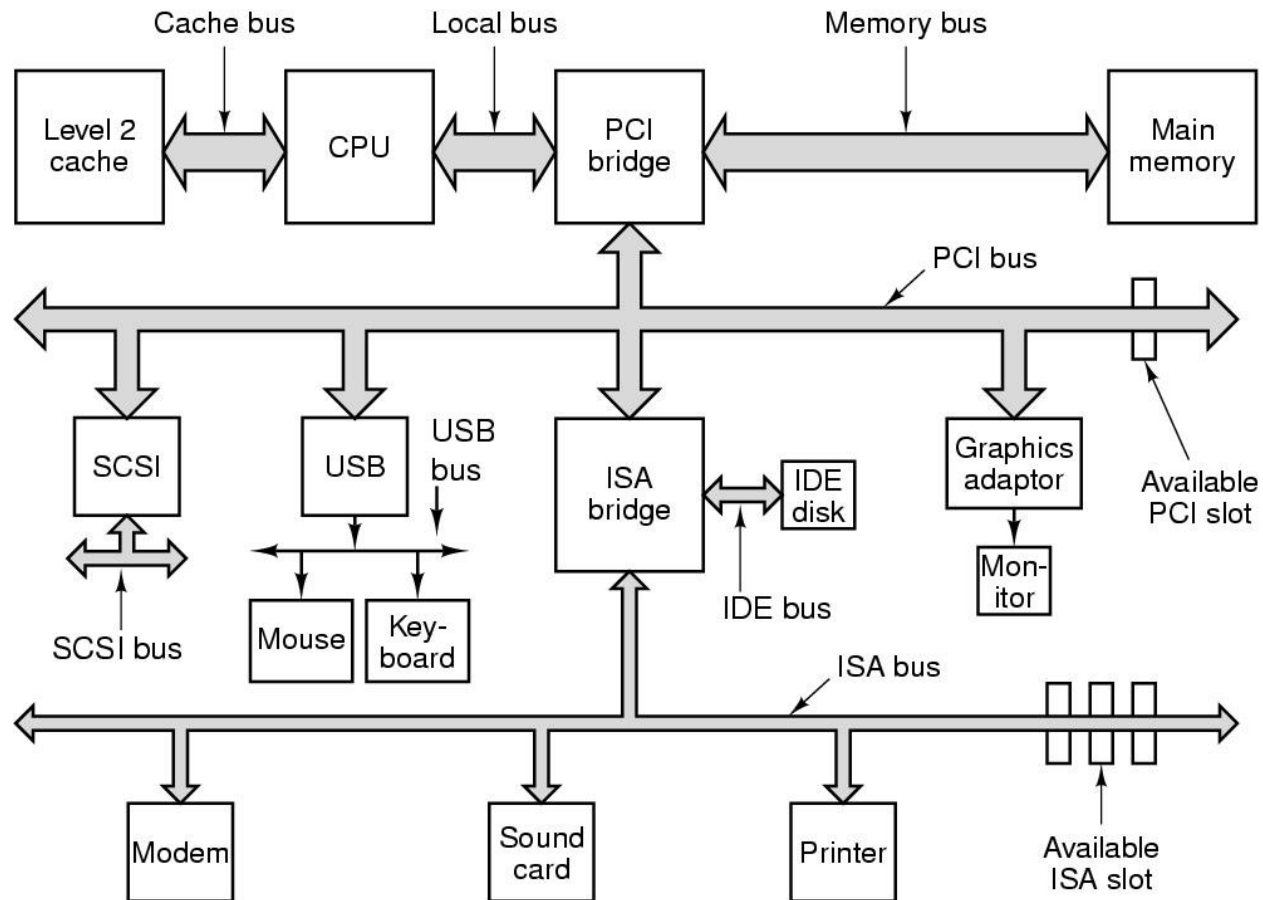 Cache bus
Local bus
Memory bus
Level 2
cache
CPU
PCI
bridge
Main
memory
PCI bus
SCSI
USB
USB
bus
ISA
bridge
IDE
disk
Graphics
adaptor
Available
PCI slot
Mon-
itor
IDE bus
SCSI bus
Mouse
Key-
board
ISA bus
Modem
Sound
card
Printer
Available
ISA slot